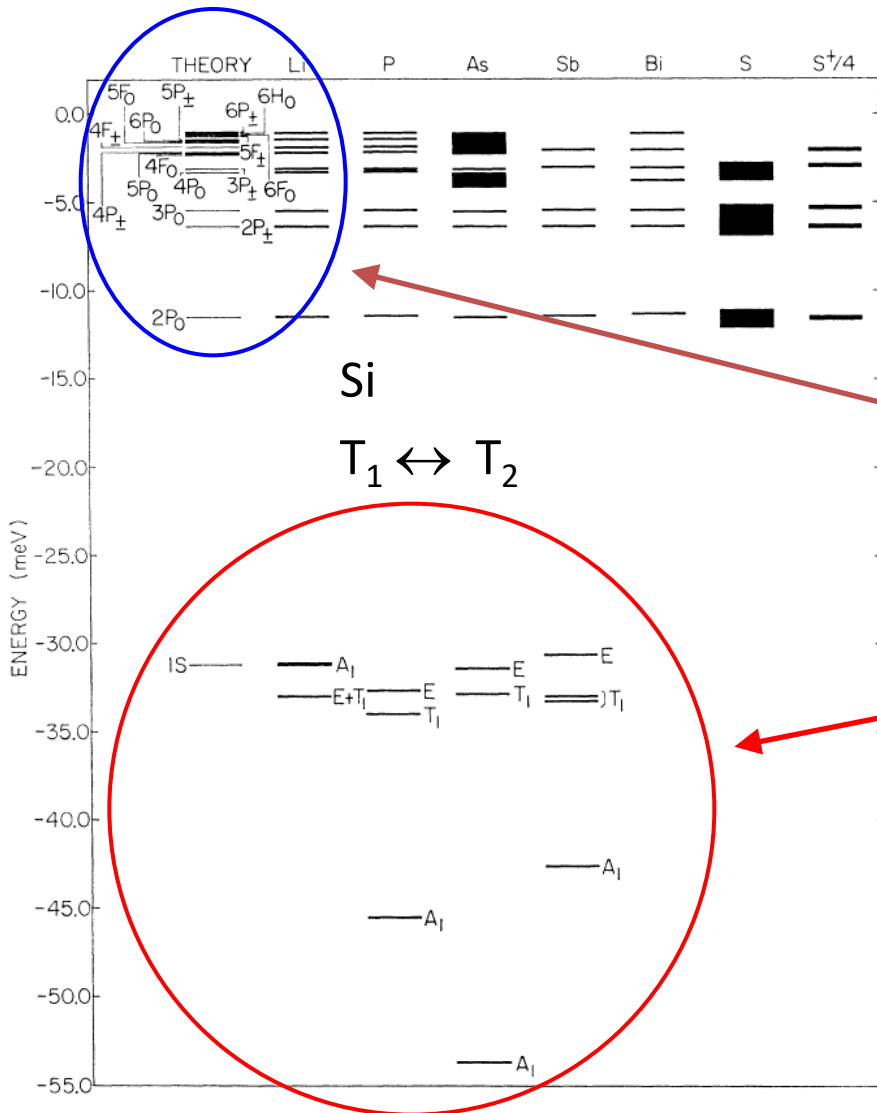 THEORY Li P As Sb Bi S S⁺/4
0.0
5F₀ 5P± 6P± 6H₀
4F± 6P₀
5F±
4F₀
5P₀ 4P₀ 3P± 6F₀
-5.0
4P± 3P₀ 2P±
-10.0
2P₀
Si
-15.0
T₁ ↔ T₂
-20.0
-25.0
ENERGY (meV)
-30.0
1S A₁ E E
E+T₁ E T₁ )T₁
T₁
-35.0
-40.0
A₁
-45.0
A₁
-50.0
A₁
-55.0